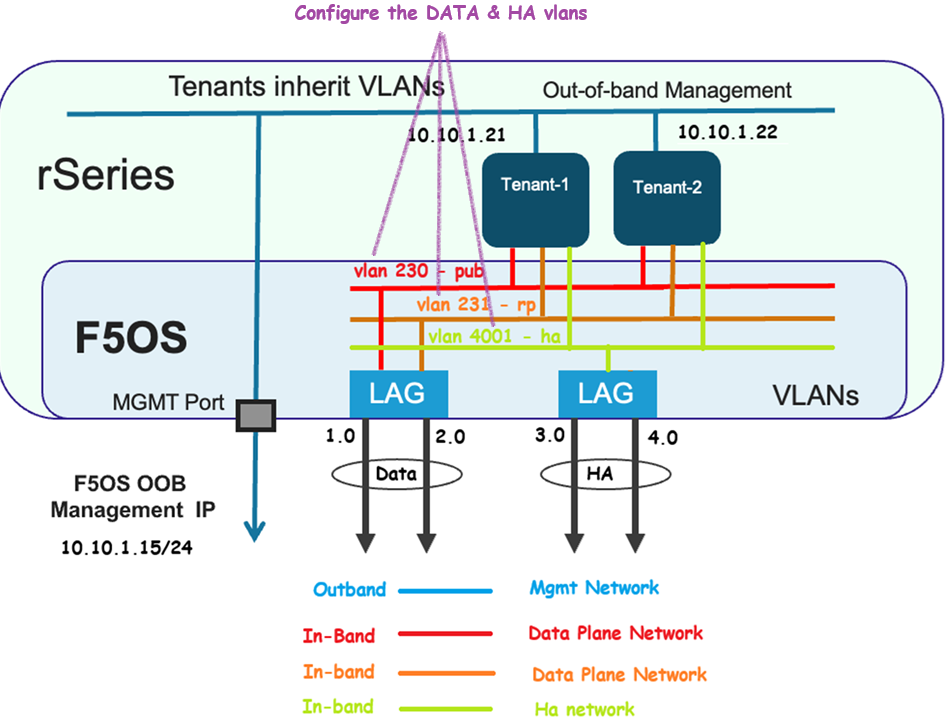 Configure the DATA & HA vlans
Tenants inherit VLANs
Out-of-band Management
10.10.1.21
10.10.1.22
rSeries
Tenant-1
Tenant-2
vlan 230 - pub
vlan 231 - rp
vlan 4001 - ha
F5OS
LAG
LAG
VLANs
MGMT Port
1.0
2.0
3.0
4.0
Data
HA
F5OS OOB
Management IP
10.10.1.15/24
Outband
Mgmt Network
In-Band
Data Plane Network
In-band
Data Plane Network
In-band
Ha network